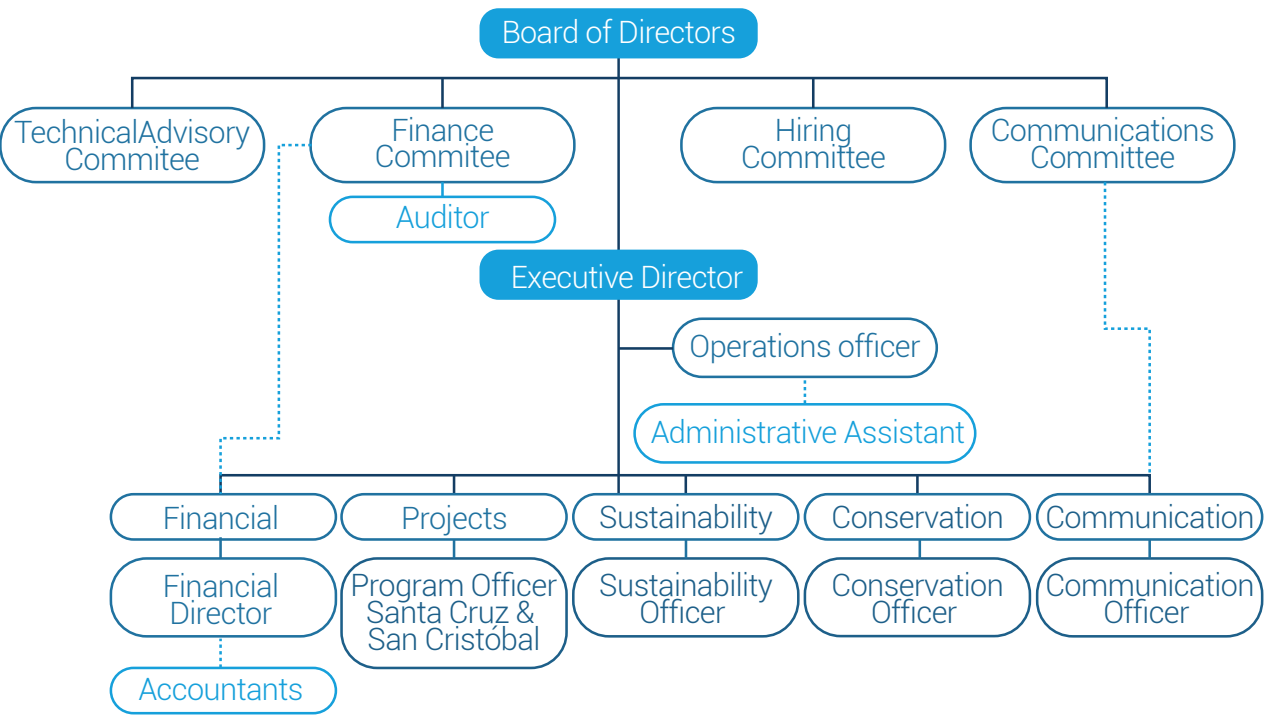 Board of Directors
TechnicalAdvisory
Commitee
Finance
Commitee
Hiring
Committee
Communications
Committee
Auditor
Executive Director
Operations officer
Administrative Assistant
Financial
Projects
Sustainability
Conservation
Communication
Financial
Director
Program Officer
Santa Cruz &
San Cristóbal
Sustainability
Officer
Conservation
Officer
Communication
Officer
Accountants